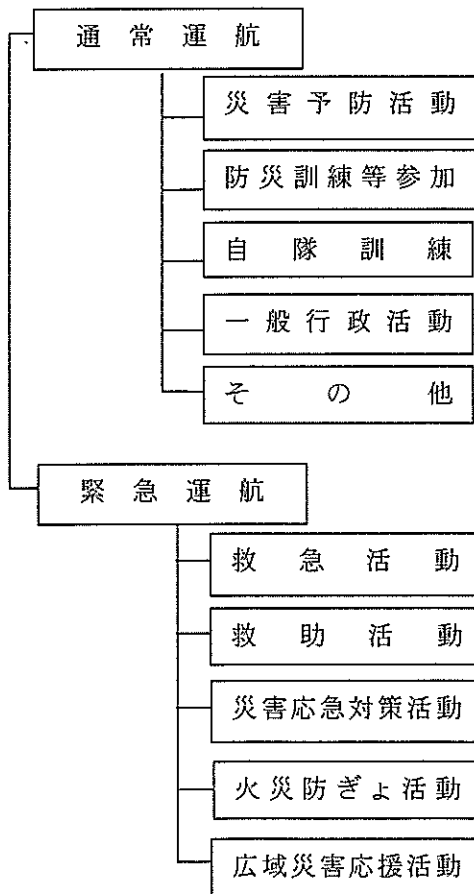 通常運航
災害予防活動
防災訓練等参加
自隊訓練
一般行政活動
その他
緊急運航
救急活動
救助活動
災害応急対策活動
火災防ぎょ活動
広域災害応援活動